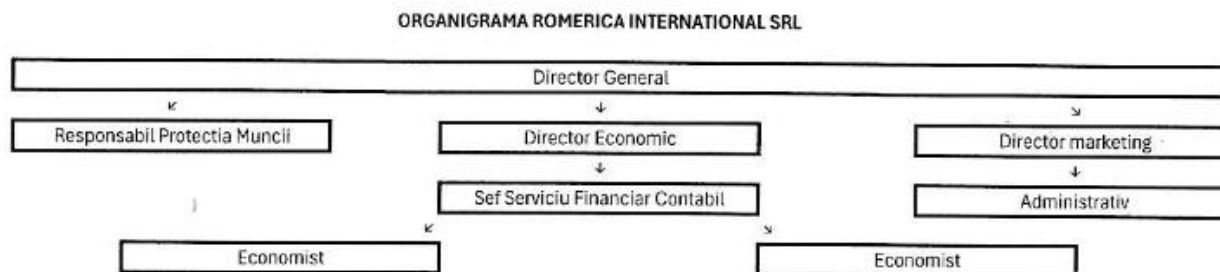 ORGANIGRAMA ROMERICA INTERNATIONAL SRL
Director General
Responsabil Protectia Muncii
Director Economic
Director marketing
Sef Serviciu Financiar Contabil
Administrativ
Economist
Economist